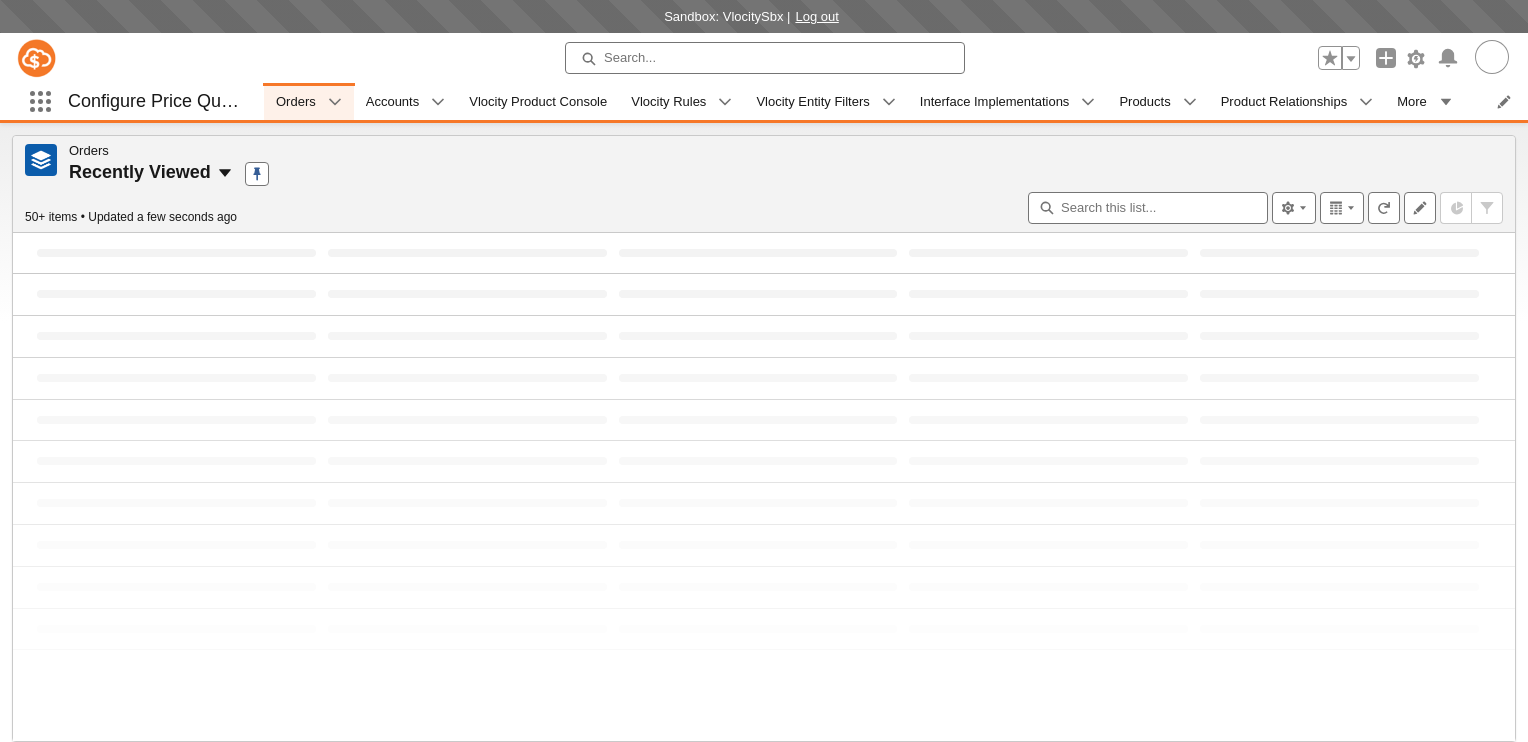 Sandbox: VlocitySbx | Log out
Search...
Configure Price Qu…
Orders
Accounts
Vlocity Product Console
Vlocity Rules
Vlocity Entity Filters
Interface Implementations
Products
Product Relationships
More
Orders
Recently Viewed
50+ items • Updated a few seconds ago
Search this list...